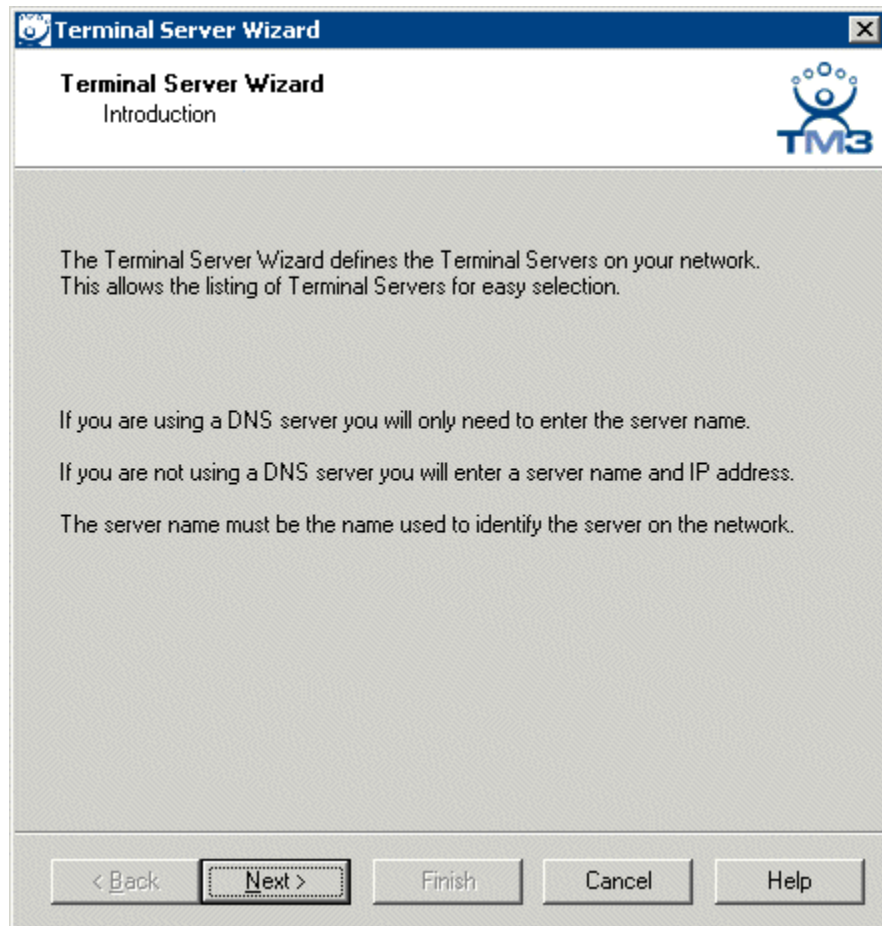 Terminal Server Wizard
Terminal Server Wizard
Introduction
TM3
The Terminal Server Wizard defines the Terminal Servers on your network.
This allows the listing of Terminal Servers for easy selection.
If you are using a DNS server you will only need to enter the server name.
If you are not using a DNS server you will enter a server name and IP address.
The server name must be the name used to identify the server on the network.
< Back Next > Finish Cancel Help